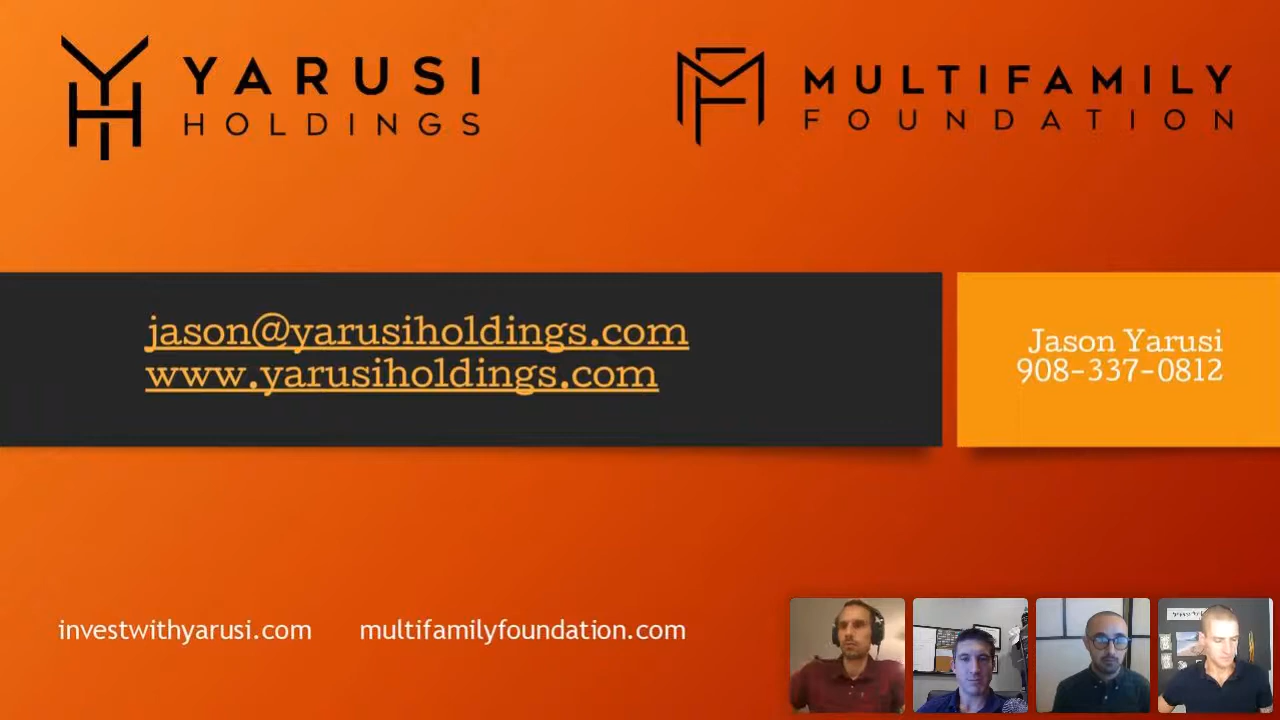 YARUSI
HOLDINGS
MULTIFAMILY
FOUNDATION
jason@yarusiholdings.com
www.yarusiholdings.com
Jason Yarusi
908-337-0812
investwithyarusi.com
multifamilyfoundation.com